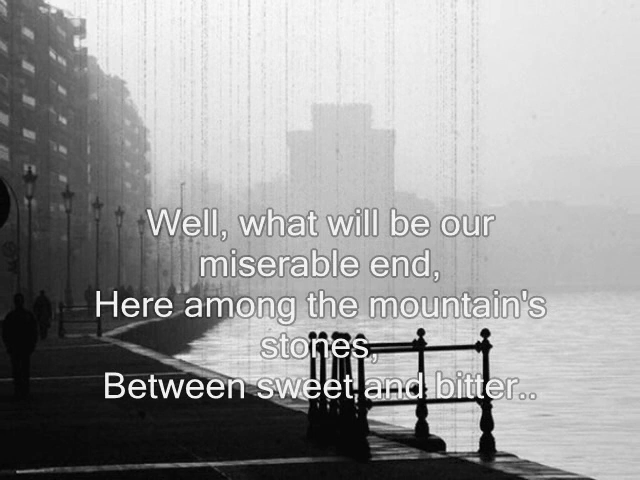 Well, what will be our
miserable end,
Here among the mountain's
stones,
Between sweet and bitter..